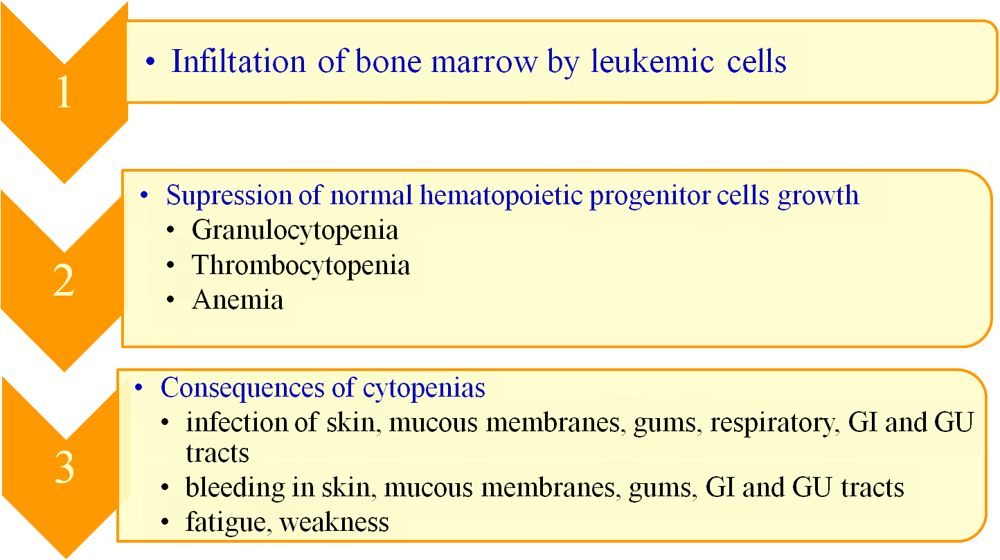 1
• Infiltation of bone marrow by leukemic cells
2
• Supression of normal hematopoietic progenitor cells growth
• Granulocytopenia
• Thrombocytopenia
• Anemia
3
• Consequences of cytopenias
• infection of skin, mucous membranes, gums, respiratory, GI and GU
tracts
• bleeding in skin, mucous membranes, gums, GI and GU tracts
• fatigue, weakness